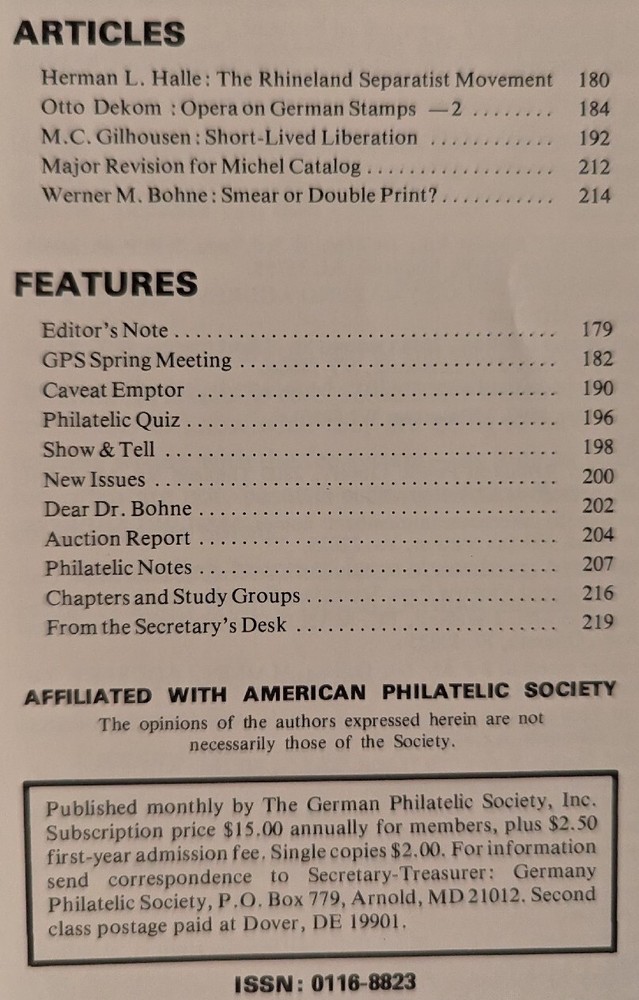 ARTICLES
Herman L. Halle: The Rhineland Separatist Movement 180
Otto Dekom : Opera on German Stamps —2 ........ 184
M.C. Gilhousen: Short-Lived Liberation ............ 192
Major Revision for Michel Catalog.................. 212
Werner M. Bohne: Smear or Double Print?........... 214
FEATURES
Editor's Note..................................... 179
GPS Spring Meeting ............................... 182
Caveat Emptor ................................... 190
Philatelic Quiz.................................... 196
Show & Tell ...................................... 198
New Issues ....................................... 200
Dear Dr. Bohne................................... 202
Auction Report ................................... 204
Philatelic Notes................................... 207
Chapters and Study Groups........................ 216
From the Secretary's Desk ......................... 219
AFFILIATED WITH AMERICAN PHILATELIC SOCIETY
The opinions of the authors expressed herein are not
necessarily those of the Society.
Published monthly by The German Philatelic Society, Inc.
Subscription price $15.00 annually for members, plus $2.50
first-year admission fee. Single copies $2.00. For information
send correspondence to Secretary-Treasurer: Germany
Philatelic Society, P.O. Box 779, Arnold, MD 21012. Second
class postage paid at Dover, DE 19901.
ISSN: 0116-8823